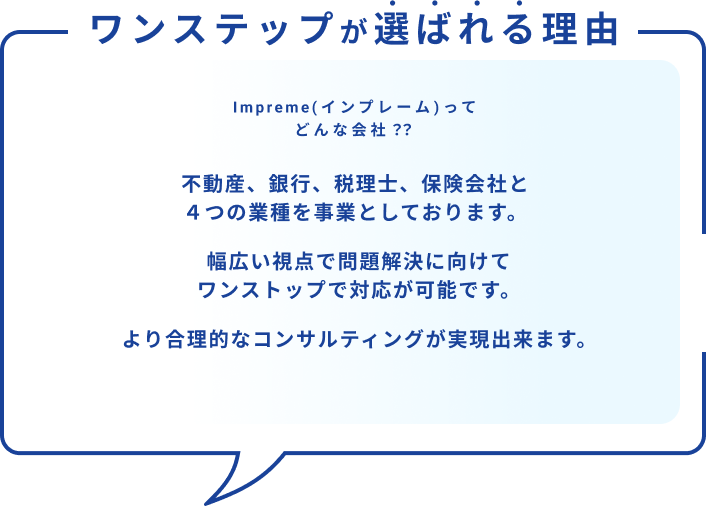 ワンステップが選ばれる理由
Impreme(インプレーム)って
どんな会社??
不動産、銀行、税理士、保険会社と
４つの業種を事業としております。
幅広い視点で問題解決に向けて
ワンストップで対応が可能です。
より合理的なコンサルティングが実現出来ます。